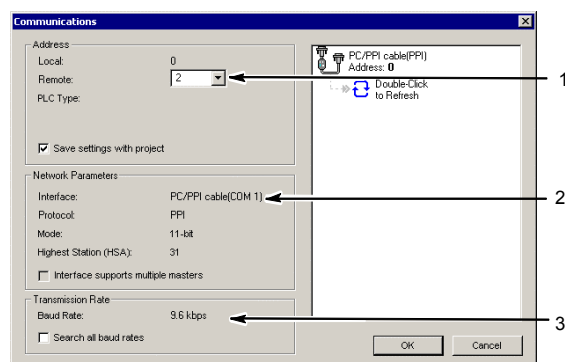 Communications
Address
Local: 0
Remote: 2
PLC Type:
Save settings with project
Network Parameters
Interface: PC/PPI cable(COM 1)
Protocol: PPI
Mode: 11-bit
Highest Station (HSA): 31
Interface supports multiple masters
Transmission Rate
Baud Rate: 9.6 kbps
Search all baud rates
PC/PPI cable(PPI)
Address: 0
Double-Click
to Refresh
OK Cancel
1
2
3